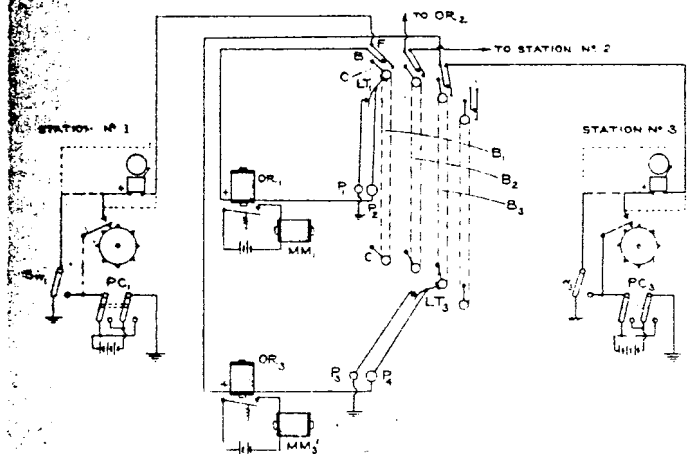 TO OR₂
F
TO STATION Nº 2
B
C
LT₁
STATION Nº 1
STATION Nº 3
B₁
OR₁
B₂
P₁
P₂
B₃
MM₁
C
SW₁
PC₁
PC₃
LT₃
OR₃
P₃
P₄
MM₃